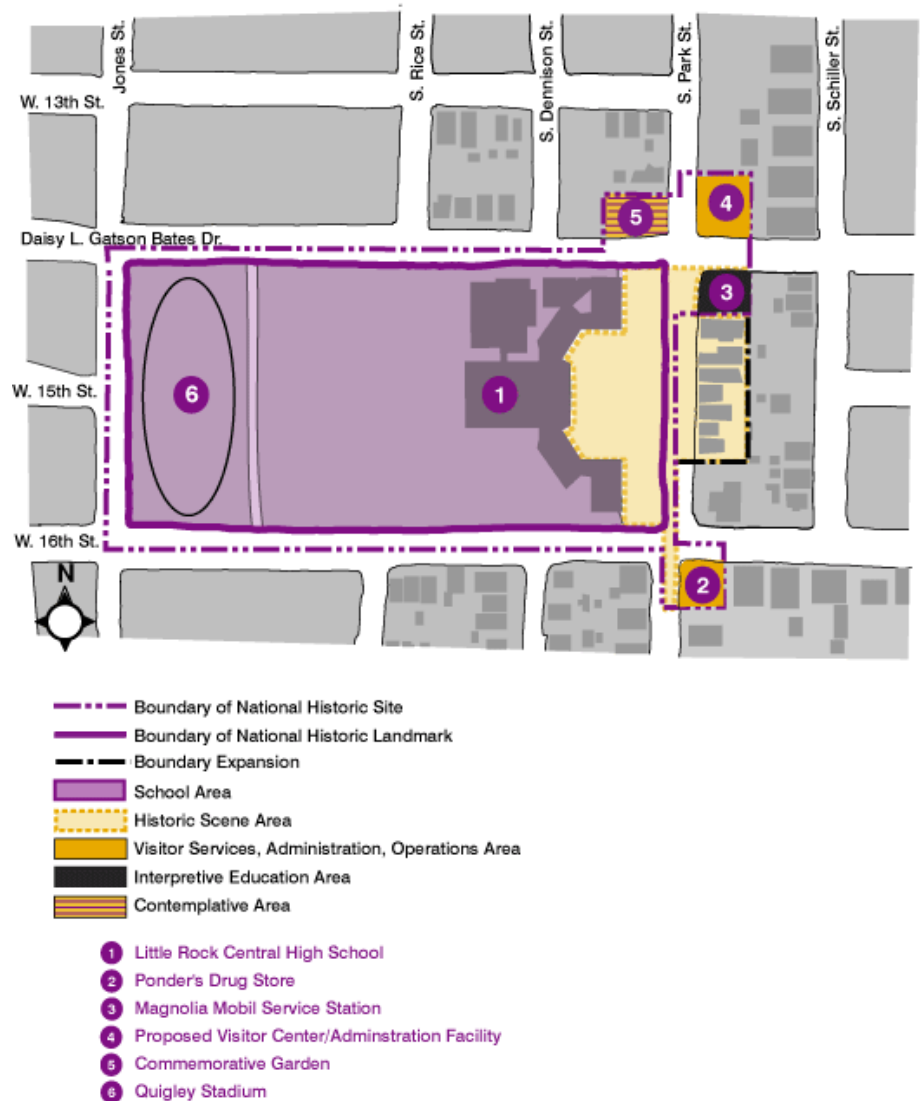 Jones St.
S. Rice St.
S. Dennison St.
S. Park St.
S. Schiller St.
W. 13th St.
4
5
Daisy L. Gatson Bates Dr.
3
W. 15th St.
6
1
W. 16th St.
N
2
Boundary of National Historic Site
Boundary of National Historic Landmark
Boundary Expansion
School Area
Historic Scene Area
Visitor Services, Administration, Operations Area
Interpretive Education Area
Contemplative Area
1 Little Rock Central High School
2 Ponder's Drug Store
3 Magnolia Mobil Service Station
4 Proposed Visitor Center/Adminstration Facility
5 Commemorative Garden
6 Quigley Stadium